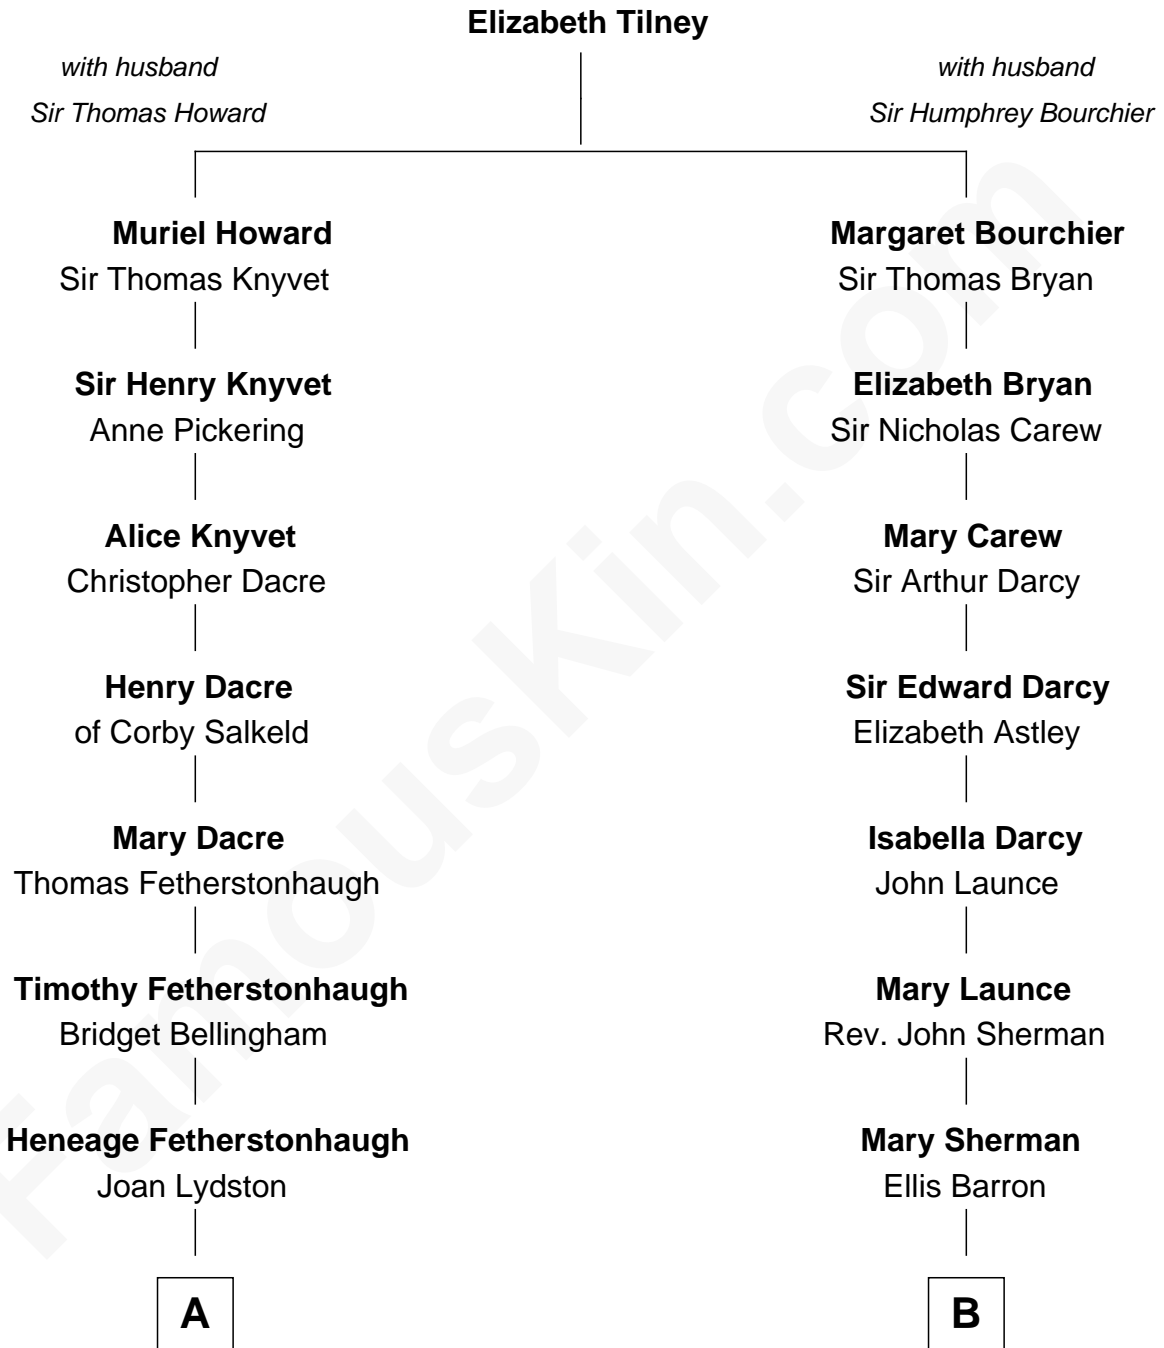 Elizabeth Tilney
with husband
Sir Thomas Howard
with husband
Sir Humphrey Bourchier
Muriel Howard
Sir Thomas Knyvet
Margaret Bourchier
Sir Thomas Bryan
Sir Henry Knyvet
Anne Pickering
Elizabeth Bryan
Sir Nicholas Carew
Alice Knyvet
Christopher Dacre
Mary Carew
Sir Arthur Darcy
Henry Dacre
of Corby Salkeld
Sir Edward Darcy
Elizabeth Astley
Mary Dacre
Thomas Fetherstonhaugh
Isabella Darcy
John Launce
Timothy Fetherstonhaugh
Bridget Bellingham
Mary Launce
Rev. John Sherman
Heneage Fetherstonhaugh
Joan Lydston
Mary Sherman
Ellis Barron
A
B
FamousKin.com